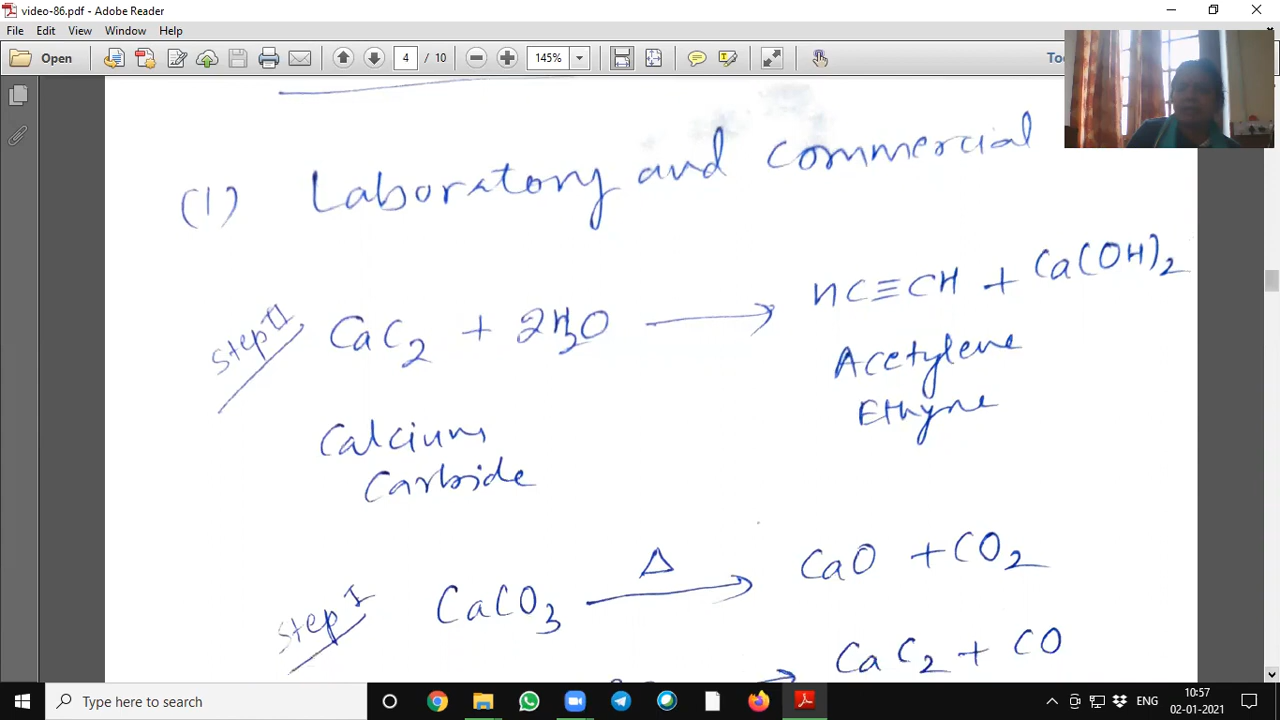 video-86.pdf - Adobe Reader
File Edit View Window Help
Open 4 / 10 145%
(1) Laboratory and Commercial
Step II CaC2 + 2H2O → HC≡CH + Ca(OH)2
Acetylene
Ethyne
Calcium
Carbide
Step I CaCO3 Δ → CaO + CO2
→ CaC2 + CO
Type here to search
ENG
10:57
02-01-2021